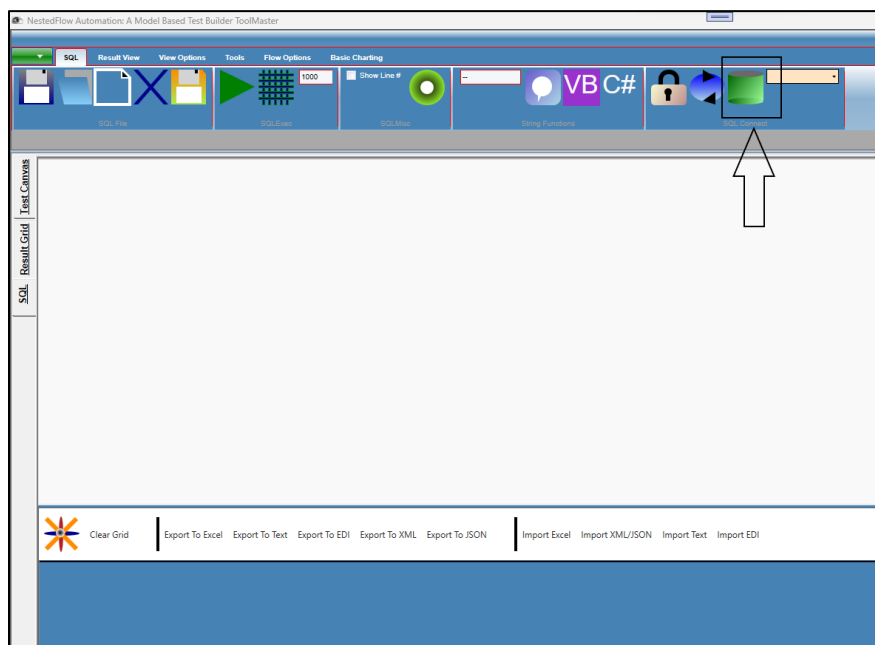 NestedFlow Automation: A Model Based Test Builder ToolMaster
SQL Result View View Options Tools Flow Options Basic Charting
1000 Show Line # -- VB C#
SQL File SQLExec SQLMisc String Functions SQL Connect
Test Canvas
Result Grid
SQL
Clear Grid Export To Excel Export To Text Export To EDI Export To XML Export To JSON Import Excel Import XML/JSON Import Text Import EDI